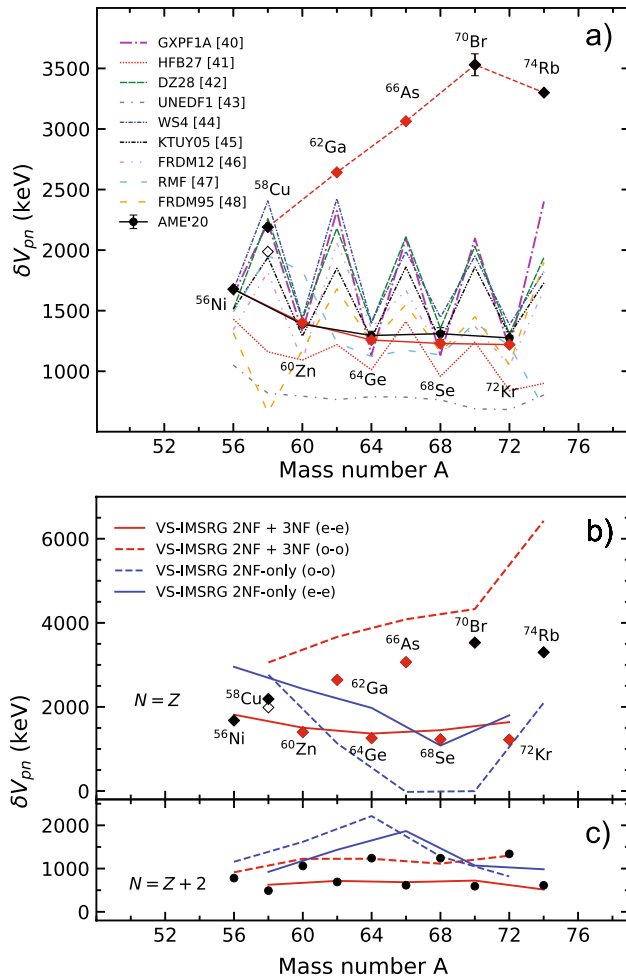 a)
GXPF1A [40]
HFB27 [41]
DZ28 [42]
UNEDF1 [43]
WS4 [44]
KTUY05 [45]
FRDM12 [46]
RMF [47]
FRDM95 [48]
AME'20
⁷⁰Br
⁷⁴Rb
⁶⁶As
⁶²Ga
⁵⁸Cu
⁵⁶Ni
⁶⁰Zn
⁶⁴Ge
⁶⁸Se
⁷²Kr
3500
3000
2500
2000
1500
1000
δVpn (keV)
52 56 60 64 68 72 76
Mass number A
b)
VS-IMSRG 2NF + 3NF (e-e)
VS-IMSRG 2NF + 3NF (o-o)
VS-IMSRG 2NF-only (o-o)
VS-IMSRG 2NF-only (e-e)
⁷⁰Br
⁷⁴Rb
⁶⁶As
⁶²Ga
N = Z
⁵⁸Cu
⁵⁶Ni
⁶⁰Zn
⁶⁴Ge
⁶⁸Se
⁷²Kr
6000
4000
2000
0
δVpn (keV)
c)
N = Z + 2
2000
1000
0
52 56 60 64 68 72 76
Mass number A